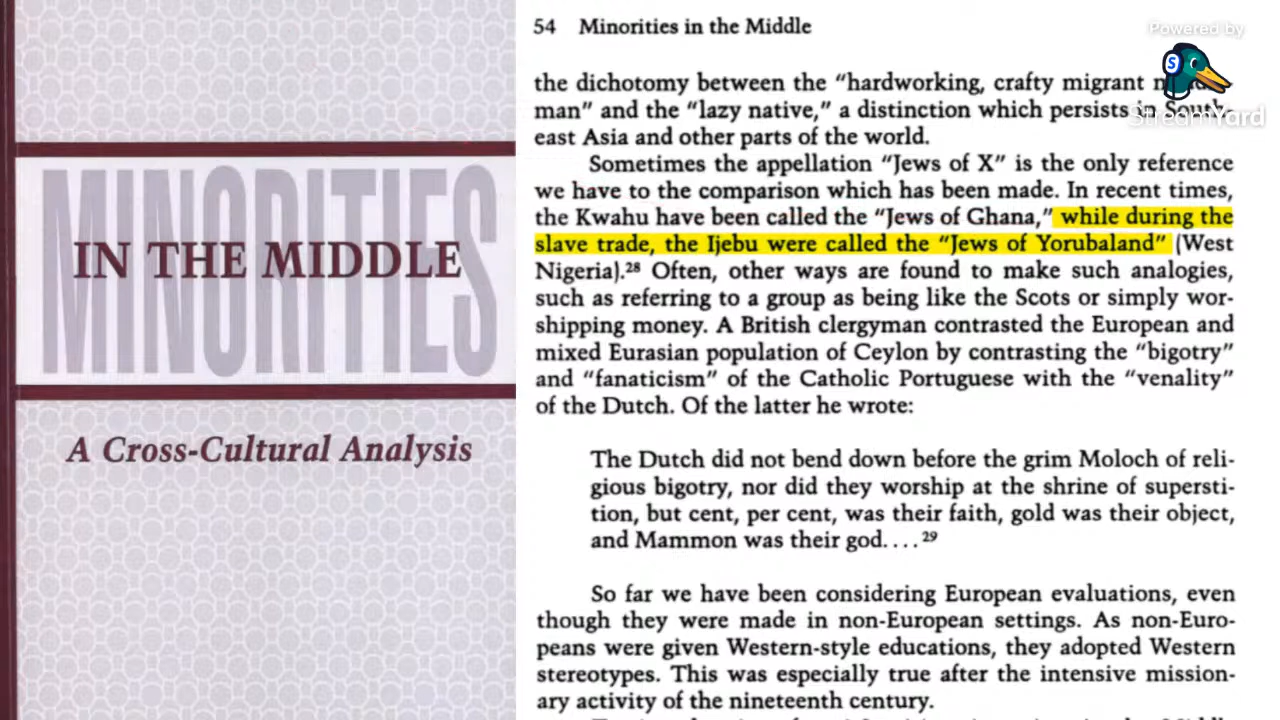 MINORITIES
IN THE MIDDLE
A Cross-Cultural Analysis
54 Minorities in the Middle
the dichotomy between the “hardworking, crafty migrant
man” and the “lazy native,” a distinction which persists in South-
east Asia and other parts of the world.
Sometimes the appellation “Jews of X” is the only reference
we have to the comparison which has been made. In recent times,
the Kwahu have been called the “Jews of Ghana,” while during the
slave trade, the Ijebu were called the “Jews of Yorubaland” (West
Nigeria).²⁸ Often, other ways are found to make such analogies,
such as referring to a group as being like the Scots or simply wor-
shipping money. A British clergyman contrasted the European and
mixed Eurasian population of Ceylon by contrasting the “bigotry”
and “fanaticism” of the Catholic Portuguese with the “venality”
of the Dutch. Of the latter he wrote:
The Dutch did not bend down before the grim Moloch of reli-
gious bigotry, nor did they worship at the shrine of supersti-
tion, but cent, per cent, was their faith, gold was their object,
and Mammon was their god. . . . ²⁹
So far we have been considering European evaluations, even
though they were made in non-European settings. As non-Euro-
peans were given Western-style educations, they adopted Western
stereotypes. This was especially true after the intensive mission-
ary activity of the nineteenth century.
Powered by
S
StreamYard